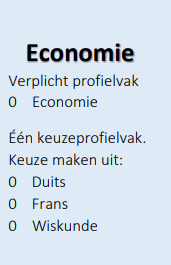 Economie
Verplicht profielvak
0 Economie
Één keuzeprofielvak.
Keuze maken uit:
0 Duits
0 Frans
0 Wiskunde